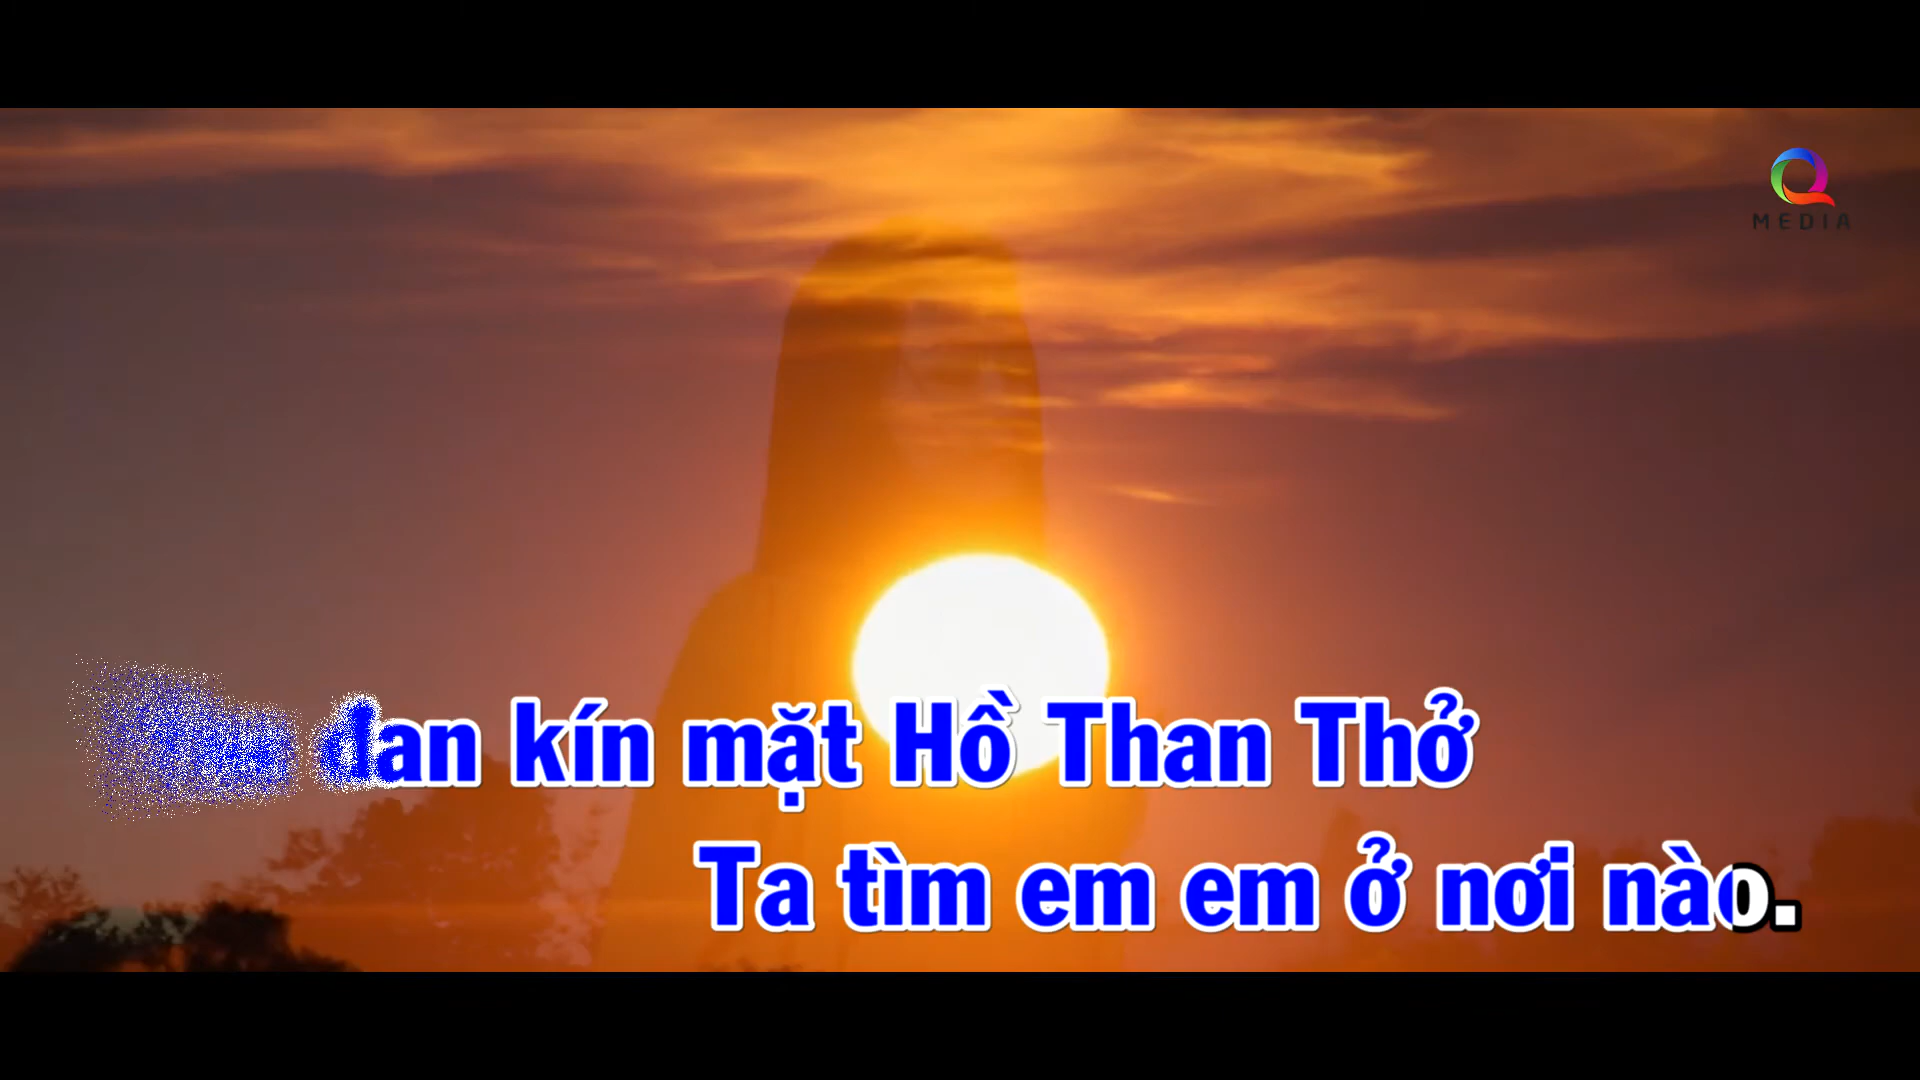 MEDIA
đan kín mặt Hồ Than Thở
Ta tìm em em ở nơi nào.